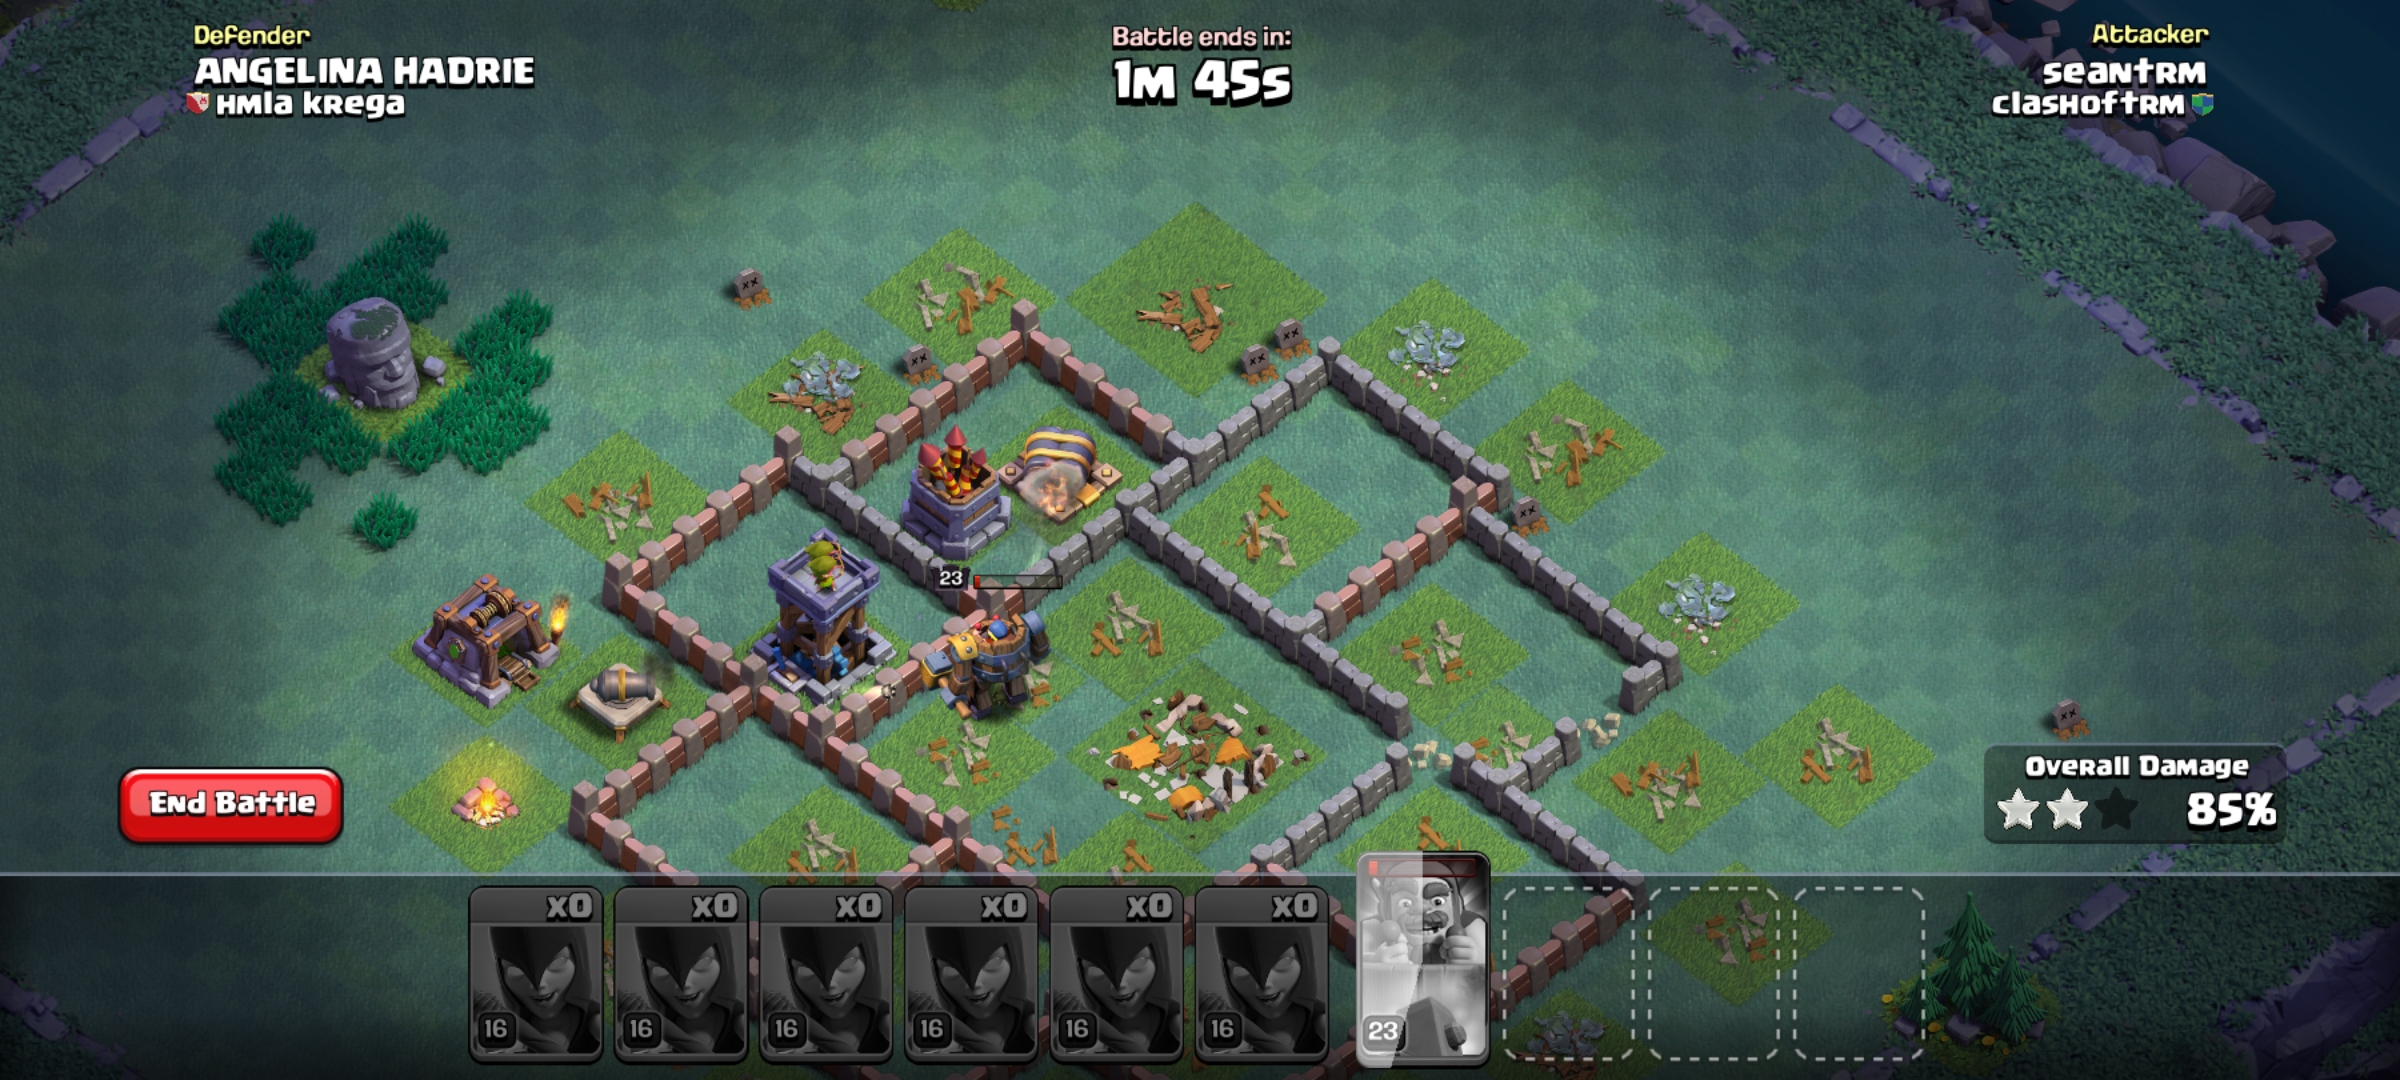 Defender
ANGELINA HADRIE
HMla kRega
Battle ends in:
1M 45s
Attacker
seantRM
clashoftRM
23
End Battle
Overall Damage
85%
x0
x0
x0
x0
x0
x0
16
16
16
16
16
16
23